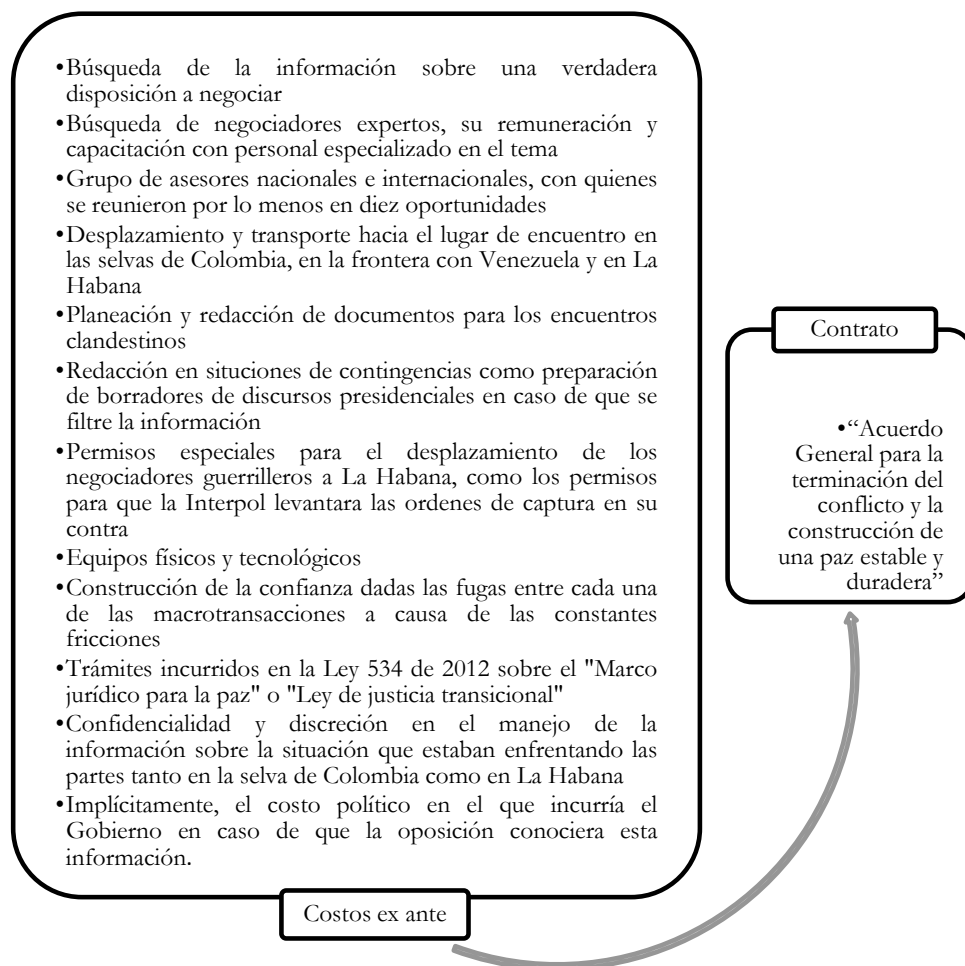 •Búsqueda de la información sobre una verdadera
disposición a negociar
•Búsqueda de negociadores expertos, su remuneración y
capacitación con personal especializado en el tema
•Grupo de asesores nacionales e internacionales, con quienes
se reunieron por lo menos en diez oportunidades
•Desplazamiento y transporte hacia el lugar de encuentro en
las selvas de Colombia, en la frontera con Venezuela y en La
Habana
•Planeación y redacción de documentos para los encuentros
clandestinos
•Redacción en situciones de contingencias como preparación
de borradores de discursos presidenciales en caso de que se
filtre la información
•Permisos especiales para el desplazamiento de los
negociadores guerrilleros a La Habana, como los permisos
para que la Interpol levantara las ordenes de captura en su
contra
•Equipos físicos y tecnológicos
•Construcción de la confianza dadas las fugas entre cada una
de las macrotransacciones a causa de las constantes
fricciones
•Trámites incurridos en la Ley 534 de 2012 sobre el "Marco
jurídico para la paz" o "Ley de justicia transicional"
•Confidencialidad y discreción en el manejo de la
información sobre la situación que estaban enfrentando las
partes tanto en la selva de Colombia como en La Habana
•Implícitamente, el costo político en el que incurría el
Gobierno en caso de que la oposición conociera esta
información.
Costos ex ante
Contrato
•“Acuerdo
General para la
terminación del
conflicto y la
construcción de
una paz estable y
duradera”